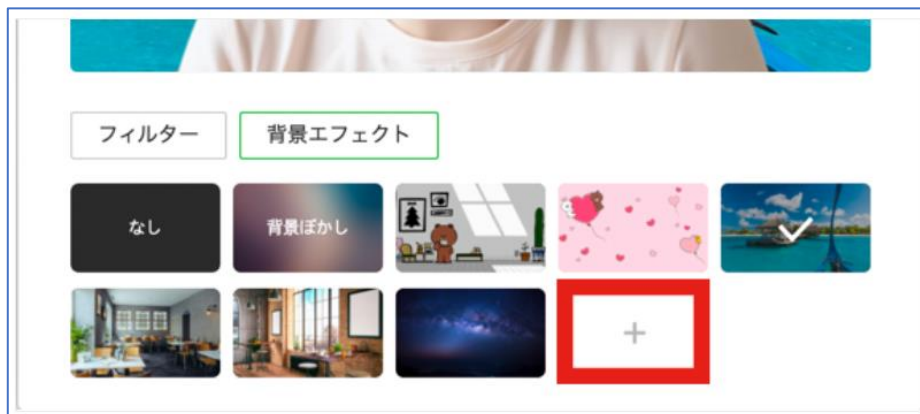 フィルター
背景エフェクト
なし
背景ぼかし
+